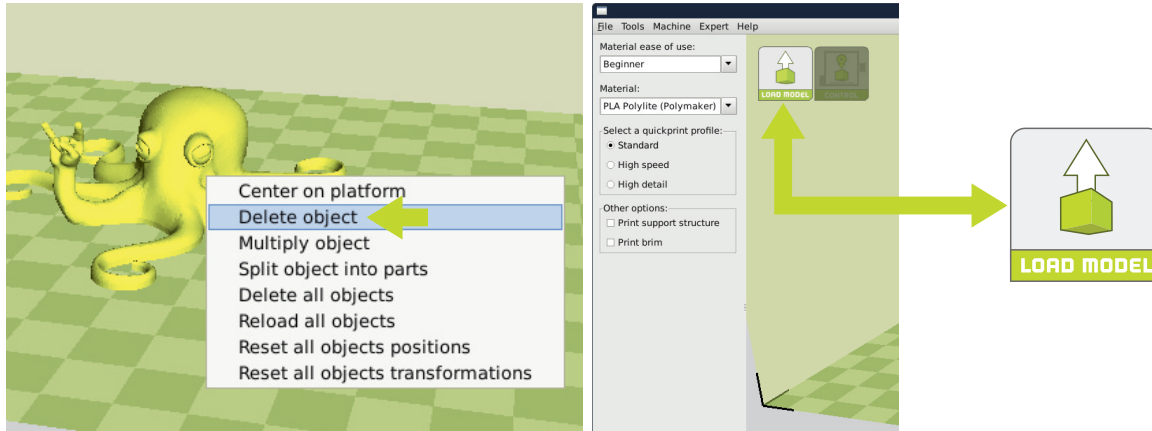 Center on platform
Delete object
Multiply object
Split object into parts
Delete all objects
Reload all objects
Reset all objects positions
Reset all objects transformations
File Tools Machine Expert Help
Material ease of use:
Beginner
Material:
PLA Polylite (Polymaker)
Select a quickprint profile:
Standard
High speed
High detail
Other options:
Print support structure
Print brim
LOAD MODEL
CONTROL
LOAD MODEL